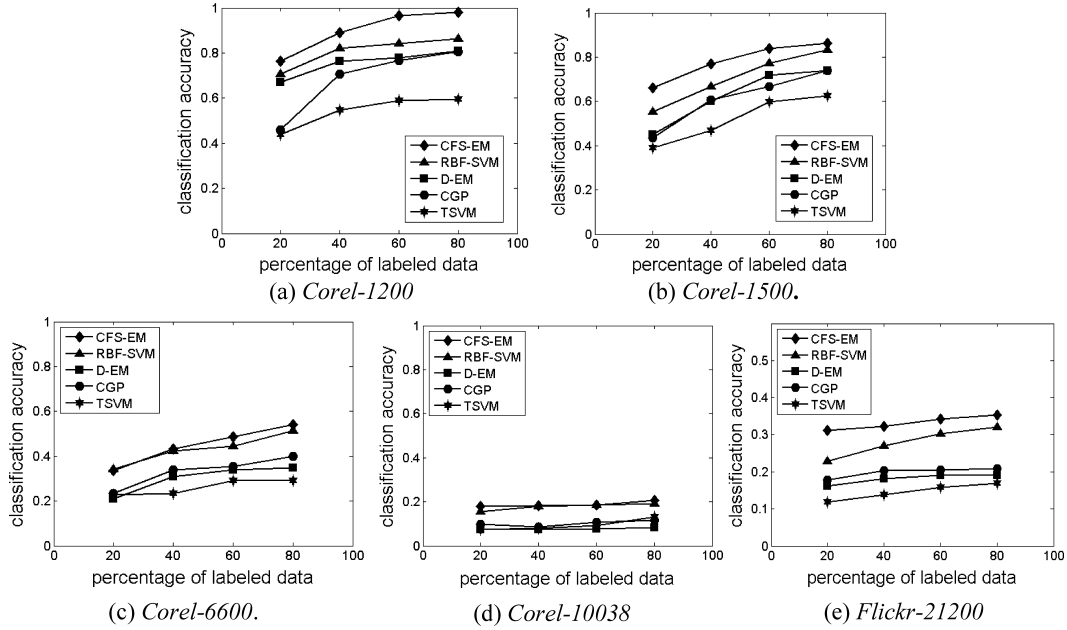 1
0.8
0.6
0.4
0.2
0
classification accuracy
CFS-EM
RBF-SVM
D-EM
CGP
TSVM
0 20 40 60 80 100
percentage of labeled data
(a) Corel-1200
1
0.8
0.6
0.4
0.2
0
classification accuracy
CFS-EM
RBF-SVM
D-EM
CGP
TSVM
0 20 40 60 80 100
percentage of labeled data
(b) Corel-1500.
1
0.8
0.6
0.4
0.2
0
classification accuracy
CFS-EM
RBF-SVM
D-EM
CGP
TSVM
0 20 40 60 80 100
percentage of labeled data
(c) Corel-6600.
1
0.8
0.6
0.4
0.2
0
classification accuracy
CFS-EM
RBF-SVM
D-EM
CGP
TSVM
0 20 40 60 80 100
percentage of labeled data
(d) Corel-10038
0.5
0.4
0.3
0.2
0.1
0
classification accuracy
CFS-EM
RBF-SVM
D-EM
CGP
TSVM
0 20 40 60 80 100
percentage of labeled data
(e) Flickr-21200